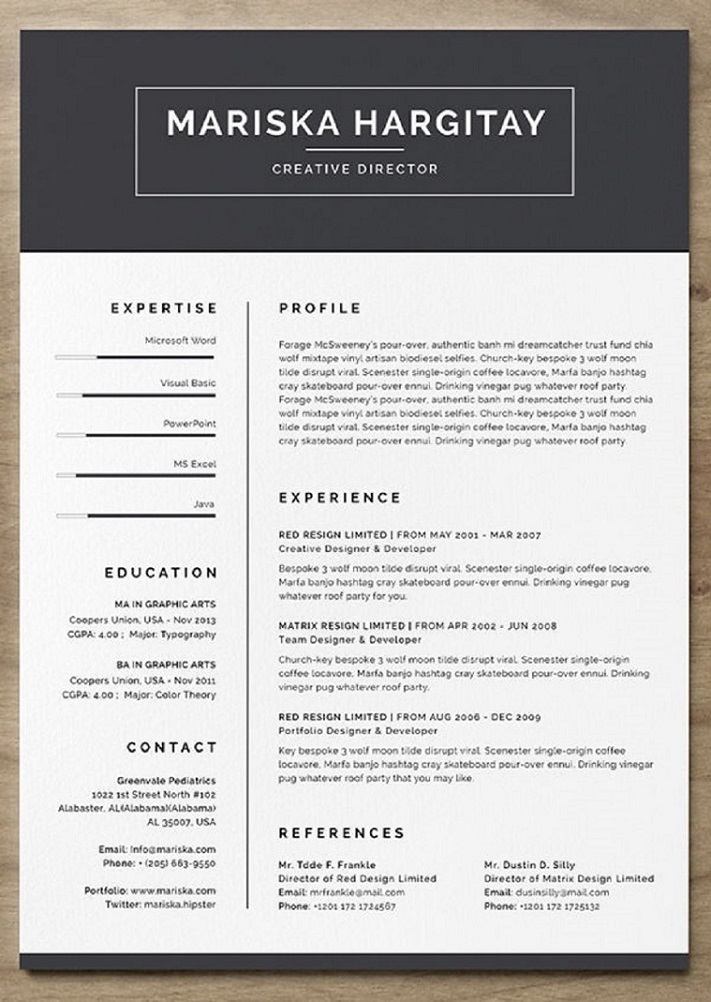 MARISKA HARGITAY
CREATIVE DIRECTOR
EXPERTISE
Microsoft Word
Visual Basic
PowerPoint
MS Excel
Java
EDUCATION
MA IN GRAPHIC ARTS
Coopers Union, USA - Nov 2013
CGPA: 4.00 ; Major: Typography
BA IN GRAPHIC ARTS
Coopers Union, USA - Nov 2011
CGPA: 4.00 ; Major: Color Theory
CONTACT
Greenvale Pediatrics
1022 1st Street North #102
Alabaster, AL(Alabama)(Alabama)
AL 35007, USA
Email: Info@mariska.com
Phone: + (205) 663-9550
Portfolio: www.mariska.com
Twitter: mariska.hipster
PROFILE
Forage McSweeney's pour-over, authentic banh mi dreamcatcher trust fund chia
wolf mixtape vinyl artisan biodiesel selfies. Church-key bespoke 3 wolf moon
tilde disrupt viral. Scenester single-origin coffee locavore, Marfa banjo hashtag
cray skateboard pour-over ennui. Drinking vinegar pug whatever roof party.
Forage McSweeney's pour-over, authentic banh mi dreamcatcher trust fund chia
wolf mixtape vinyl artisan biodiesel selfies. Church-key bespoke 3 wolf moon
tilde disrupt viral. Scenester single-origin coffee locavore, Marfa banjo hashtag
cray skateboard pour-over ennui. Drinking vinegar pug whatever roof party.
EXPERIENCE
RED RESIGN LIMITED | FROM MAY 2001 - MAR 2007
Creative Designer & Developer
Bespoke 3 wolf moon tilde disrupt viral. Scenester single-origin coffee locavore,
Marfa banjo hashtag cray skateboard pour-over ennui. Drinking vinegar pug
whatever roof party for you.
MATRIX RESIGN LIMITED | FROM APR 2002 - JUN 2008
Team Designer & Developer
Church-key bespoke 3 wolf moon tilde disrupt viral. Scenester single-origin
coffee locavore, Marfa banjo hashtag cray skateboard pour-over ennui. Drinking
vinegar pug whatever roof party.
RED RESIGN LIMITED | FROM AUG 2006 - DEC 2009
Portfolio Designer & Developer
Key bespoke 3 wolf moon tilde disrupt viral. Scenester single-origin coffee
locavore, Marfa banjo hashtag cray skateboard pour-over ennui. Drinking vinegar
pug whatever roof party that you may like.
REFERENCES
Mr. Tdde F. Frankle
Director of Red Design Limited
Email: mrfrankle@mail.com
Phone: +1201 172 1724567
Mr. Dustin D. Silly
Director of Matrix Design Limited
Email: dusinsilly@mail.com
Phone: +1201 172 1725132